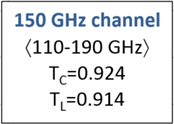 150 GHz channel
⟨110-190 GHz⟩
T_C=0.924
T_L=0.914